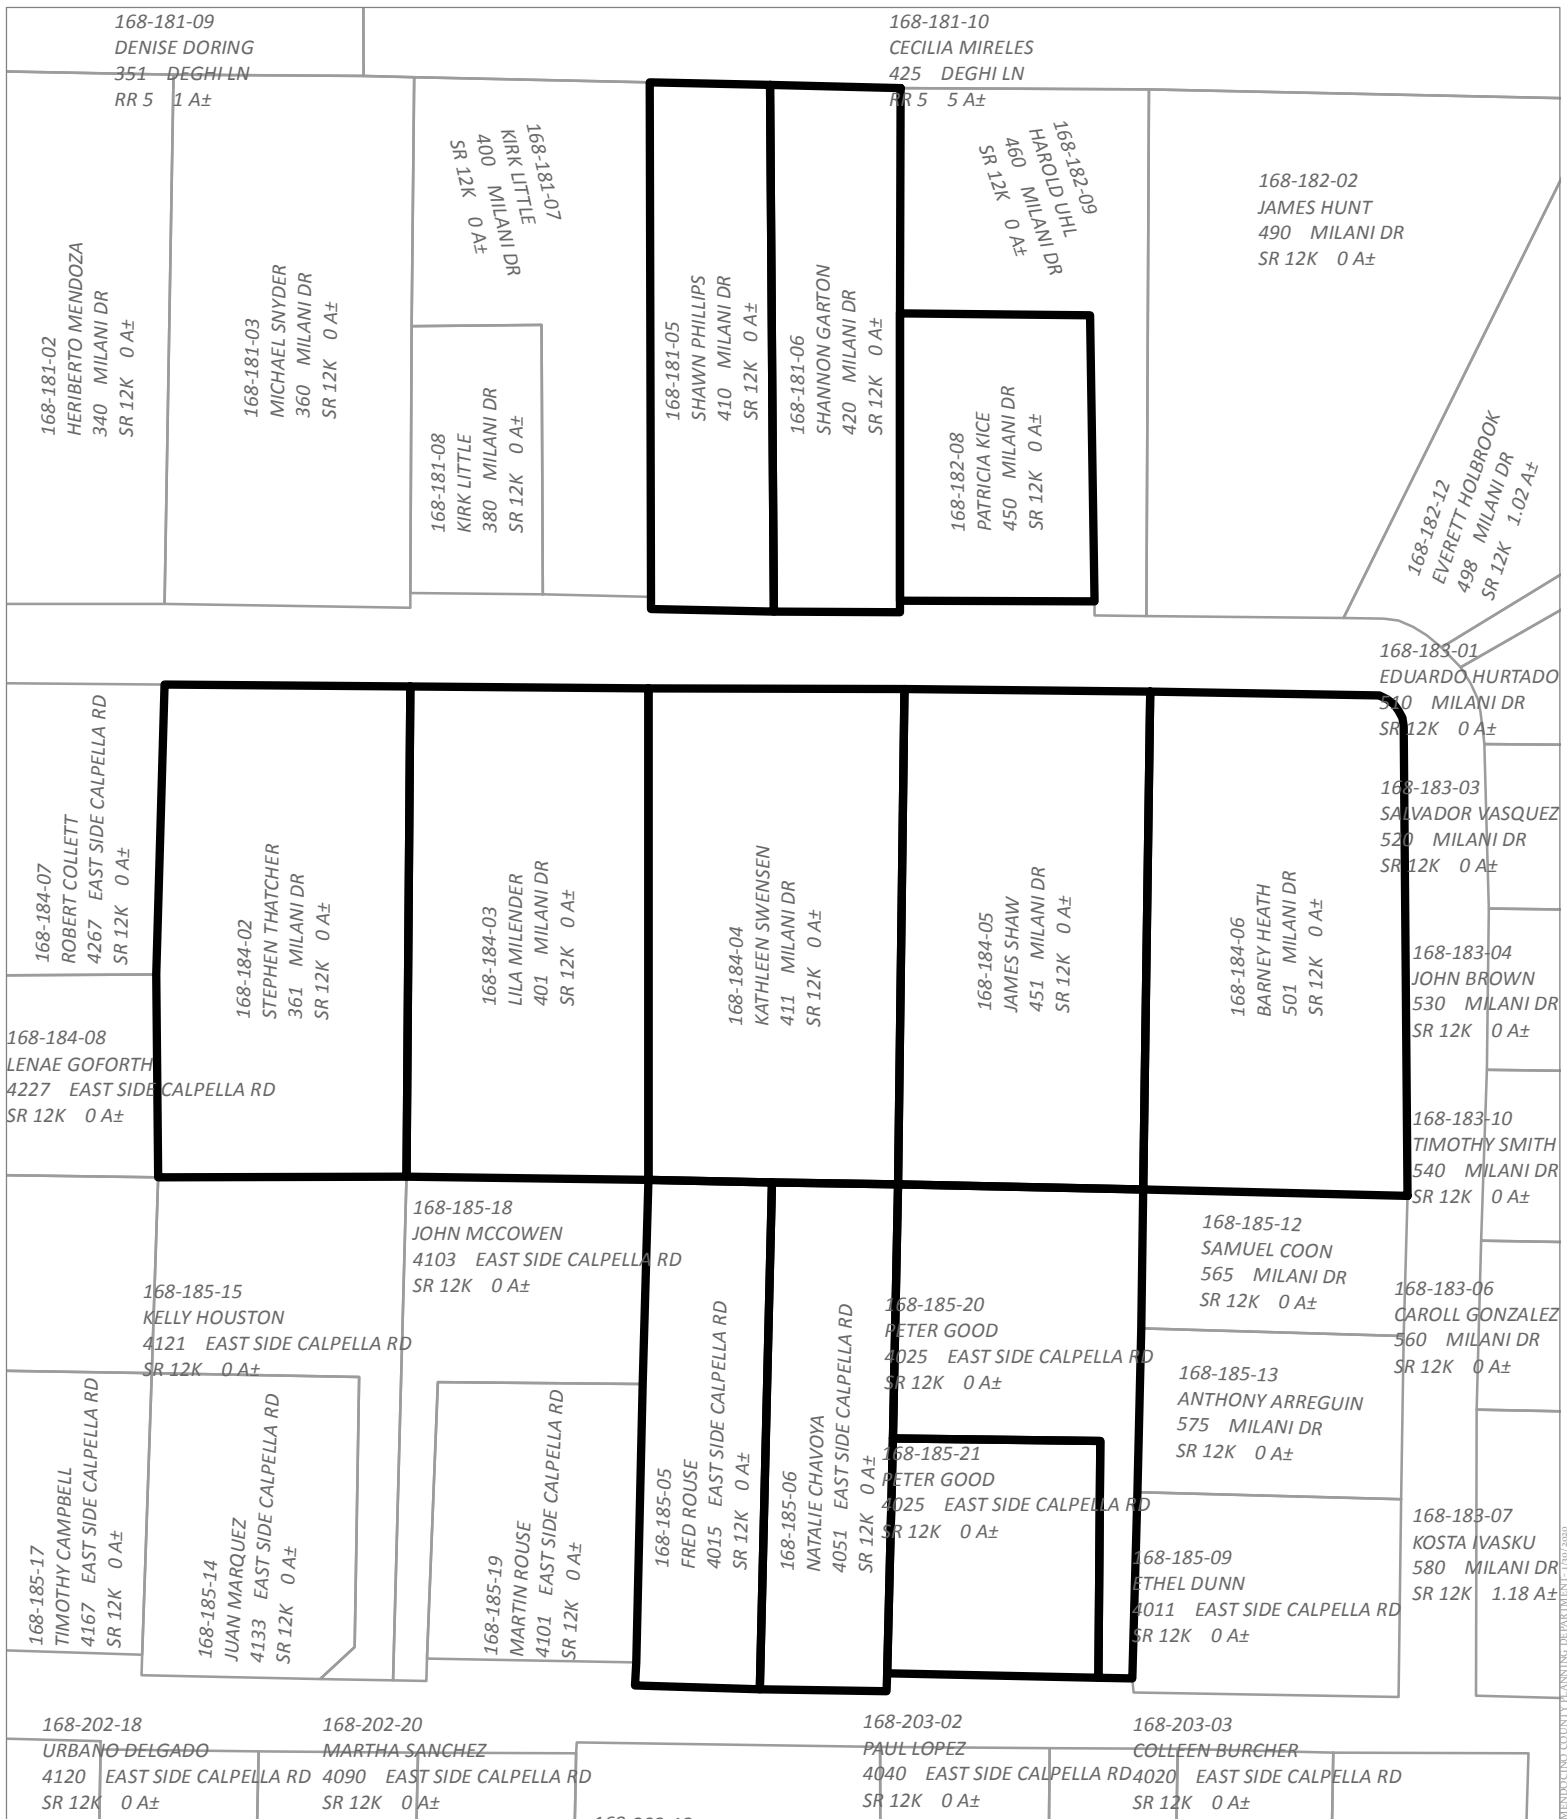 168-181-09
DENISE DORING
351 DEGHI LN
RR 5 1 A±
168-181-10
CECILIA MIRELES
425 DEGHI LN
RR 5 5 A±
168-181-02
HERIBERTO MENDOZA
340 MILANI DR
SR 12K 0 A±
168-181-03
MICHAEL SNYDER
360 MILANI DR
SR 12K 0 A±
168-181-07
KIRK LITTLE
400 MILANI DR
SR 12K 0 A±
168-181-08
KIRK LITTLE
380 MILANI DR
SR 12K 0 A±
168-181-05
SHAWN PHILLIPS
410 MILANI DR
SR 12K 0 A±
168-181-06
SHANNON GARTON
420 MILANI DR
SR 12K 0 A±
168-182-09
HAROLD UHL
460 MILANI DR
SR 12K 0 A±
168-182-08
PATRICIA KICE
450 MILANI DR
SR 12K 0 A±
168-182-02
JAMES HUNT
490 MILANI DR
SR 12K 0 A±
168-182-12
EVERETT HOLBROOK
498 MILANI DR
SR 12K 1.02 A±
168-183-01
EDUARDO HURTADO
510 MILANI DR
SR 12K 0 A±
168-184-07
ROBERT COLLETT
4267 EAST SIDE CALPELLA RD
SR 12K 0 A±
168-184-02
STEPHEN THATCHER
361 MILANI DR
SR 12K 0 A±
168-184-03
LILA MILENDER
401 MILANI DR
SR 12K 0 A±
168-184-04
KATHLEEN SWENSEN
411 MILANI DR
SR 12K 0 A±
168-184-05
JAMES SHAW
451 MILANI DR
SR 12K 0 A±
168-184-06
BARNEY HEATH
501 MILANI DR
SR 12K 0 A±
168-183-03
SALVADOR VASQUEZ
520 MILANI DR
SR 12K 0 A±
168-183-04
JOHN BROWN
530 MILANI DR
SR 12K 0 A±
168-184-08
LENAE GOFORTH
4227 EAST SIDE CALPELLA RD
SR 12K 0 A±
168-183-10
TIMOTHY SMITH
540 MILANI DR
SR 12K 0 A±
168-185-18
JOHN MCCOWEN
4103 EAST SIDE CALPELLA RD
SR 12K 0 A±
168-185-12
SAMUEL COON
565 MILANI DR
SR 12K 0 A±
168-185-15
KELLY HOUSTON
4121 EAST SIDE CALPELLA RD
SR 12K 0 A±
168-185-20
PETER GOOD
4025 EAST SIDE CALPELLA RD
SR 12K 0 A±
168-183-06
CAROLL GONZALEZ
560 MILANI DR
SR 12K 0 A±
168-185-13
ANTHONY ARREGUIN
575 MILANI DR
SR 12K 0 A±
168-185-17
TIMOTHY CAMPBELL
4167 EAST SIDE CALPELLA RD
SR 12K 0 A±
168-185-14
JUAN MARQUEZ
4133 EAST SIDE CALPELLA RD
SR 12K 0 A±
168-185-19
MARTIN ROUSE
4101 EAST SIDE CALPELLA RD
SR 12K 0 A±
168-185-05
FRED ROUSE
4015 EAST SIDE CALPELLA RD
SR 12K 0 A±
168-185-06
NATALIE CHAVOYA
4051 EAST SIDE CALPELLA RD
SR 12K 0 A±
168-185-21
PETER GOOD
4025 EAST SIDE CALPELLA RD
SR 12K 0 A±
168-183-07
KOSTA IVASKU
580 MILANI DR
SR 12K 1.18 A±
168-185-09
ETHEL DUNN
4011 EAST SIDE CALPELLA RD
SR 12K 0 A±
168-202-18
URBANO DELGADO
4120 EAST SIDE CALPELLA RD
SR 12K 0 A±
168-202-20
MARTHA SANCHEZ
4090 EAST SIDE CALPELLA RD
SR 12K 0 A±
168-203-02
PAUL LOPEZ
4040 EAST SIDE CALPELLA RD
SR 12K 0 A±
168-203-03
COLLEEN BURCHER
4020 EAST SIDE CALPELLA RD
SR 12K 0 A±
MENDOCINO COUNTY PLANNING DEPARTMENT-